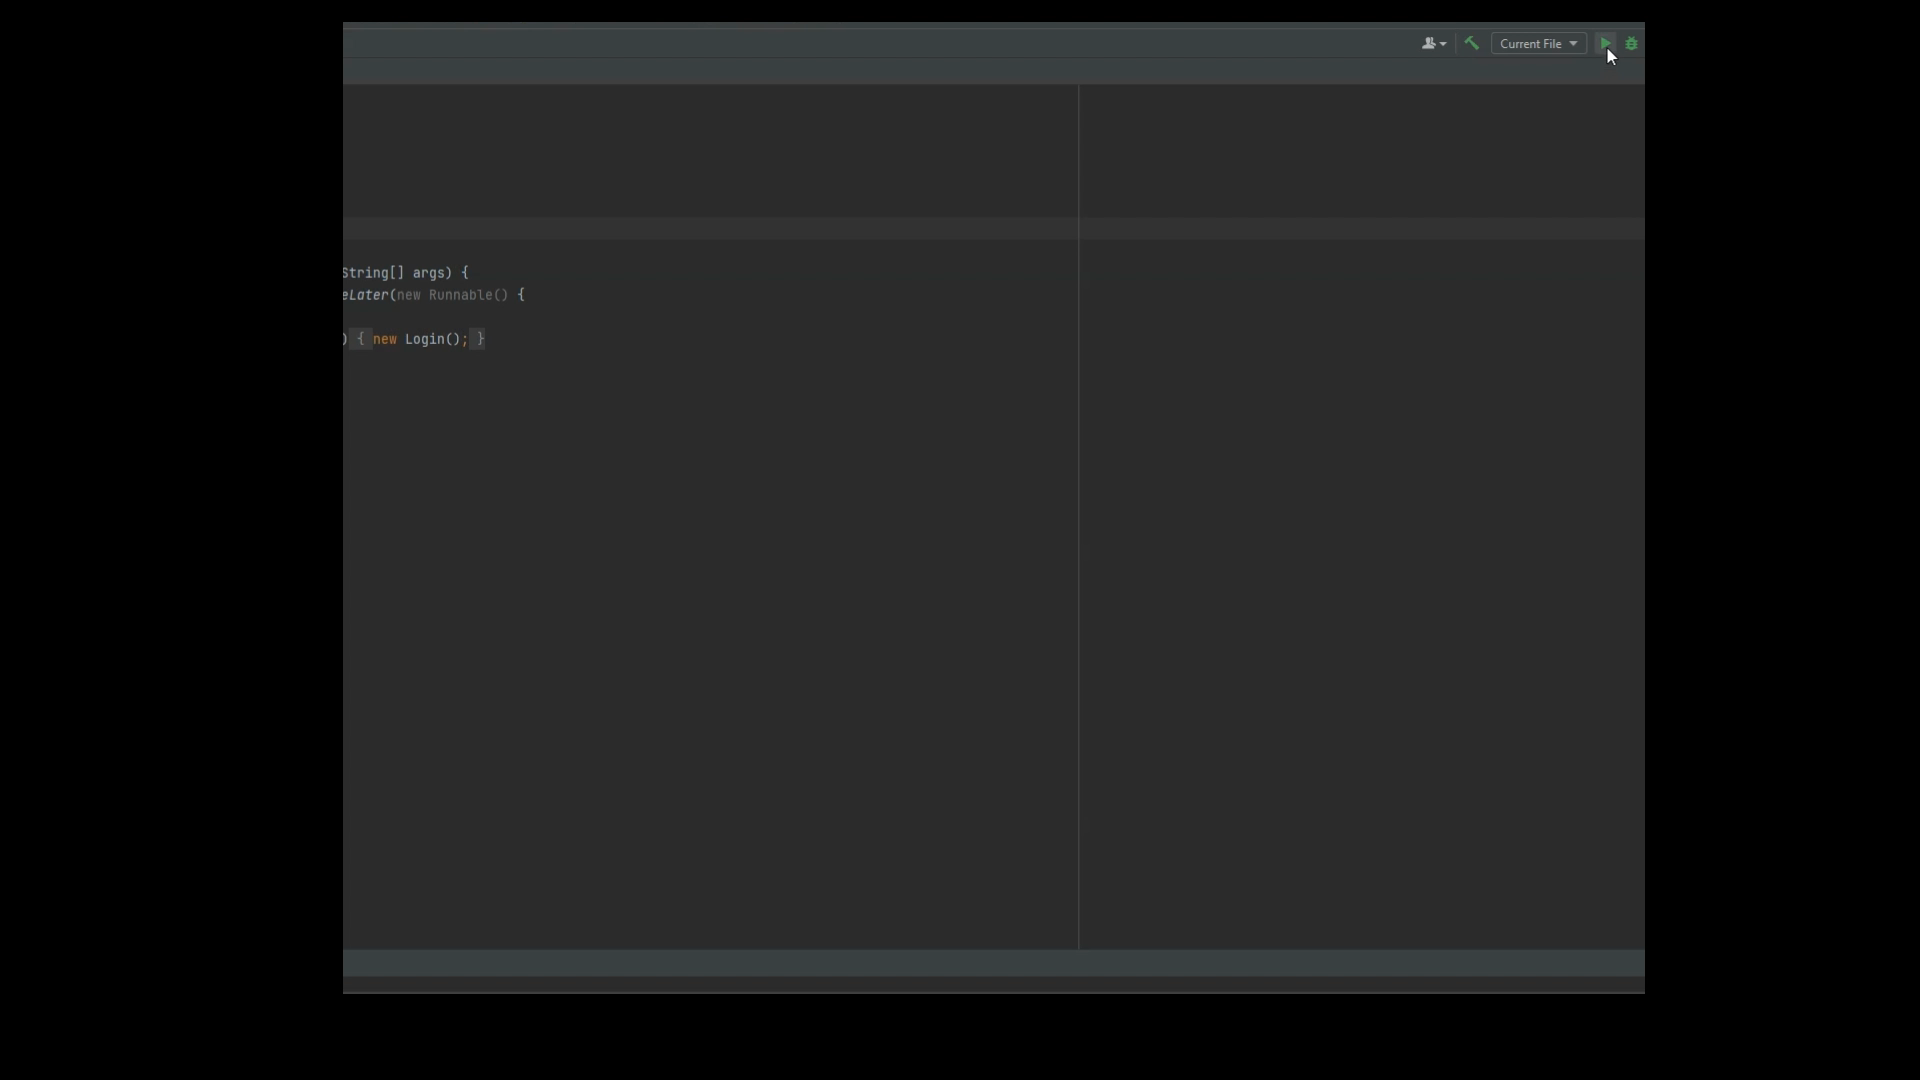 Current File
String[] args) {
eLater(new Runnable() {
) { new Login(); }